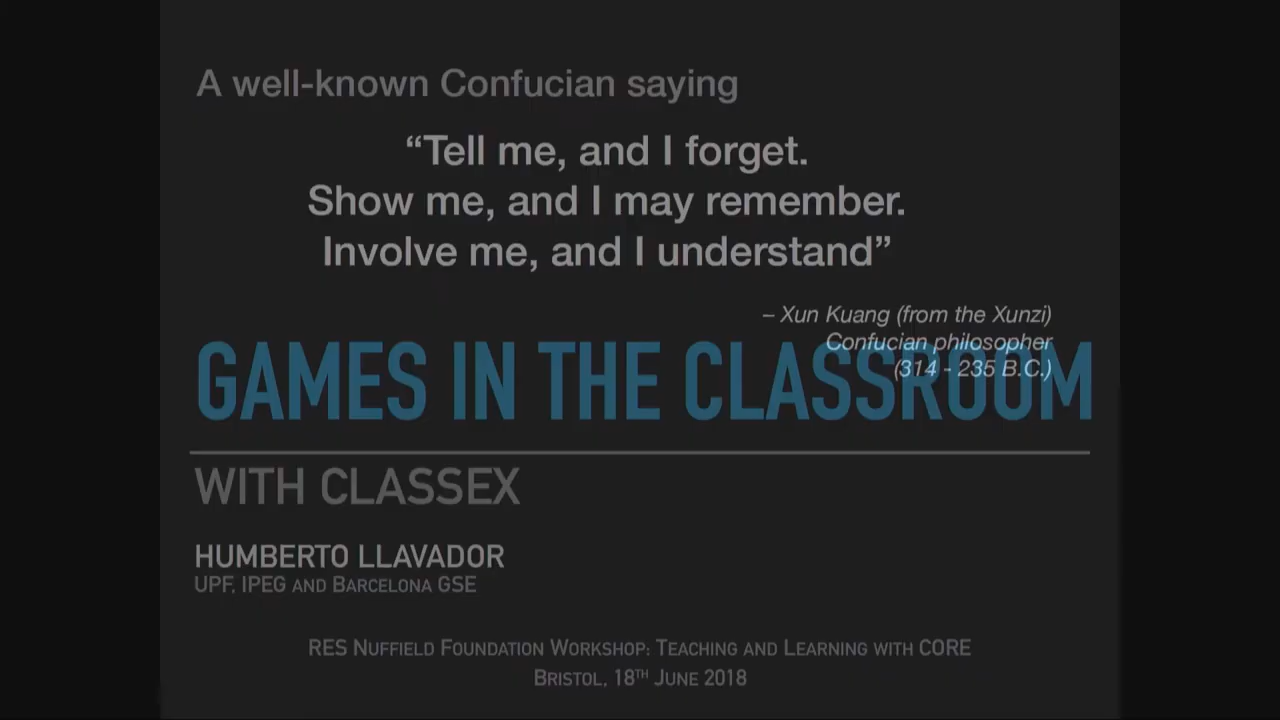 A well-known Confucian saying
“Tell me, and I forget.
Show me, and I may remember.
Involve me, and I understand”
– Xun Kuang (from the Xunzi)
Confucian philosopher
(314 - 235 B.C.)
GAMES IN THE CLASSROOM
WITH CLASSEX
HUMBERTO LLAVADOR
UPF, IPEG AND BARCELONA GSE
RES NUFFIELD FOUNDATION WORKSHOP: TEACHING AND LEARNING WITH CORE
BRISTOL, 18TH JUNE 2018